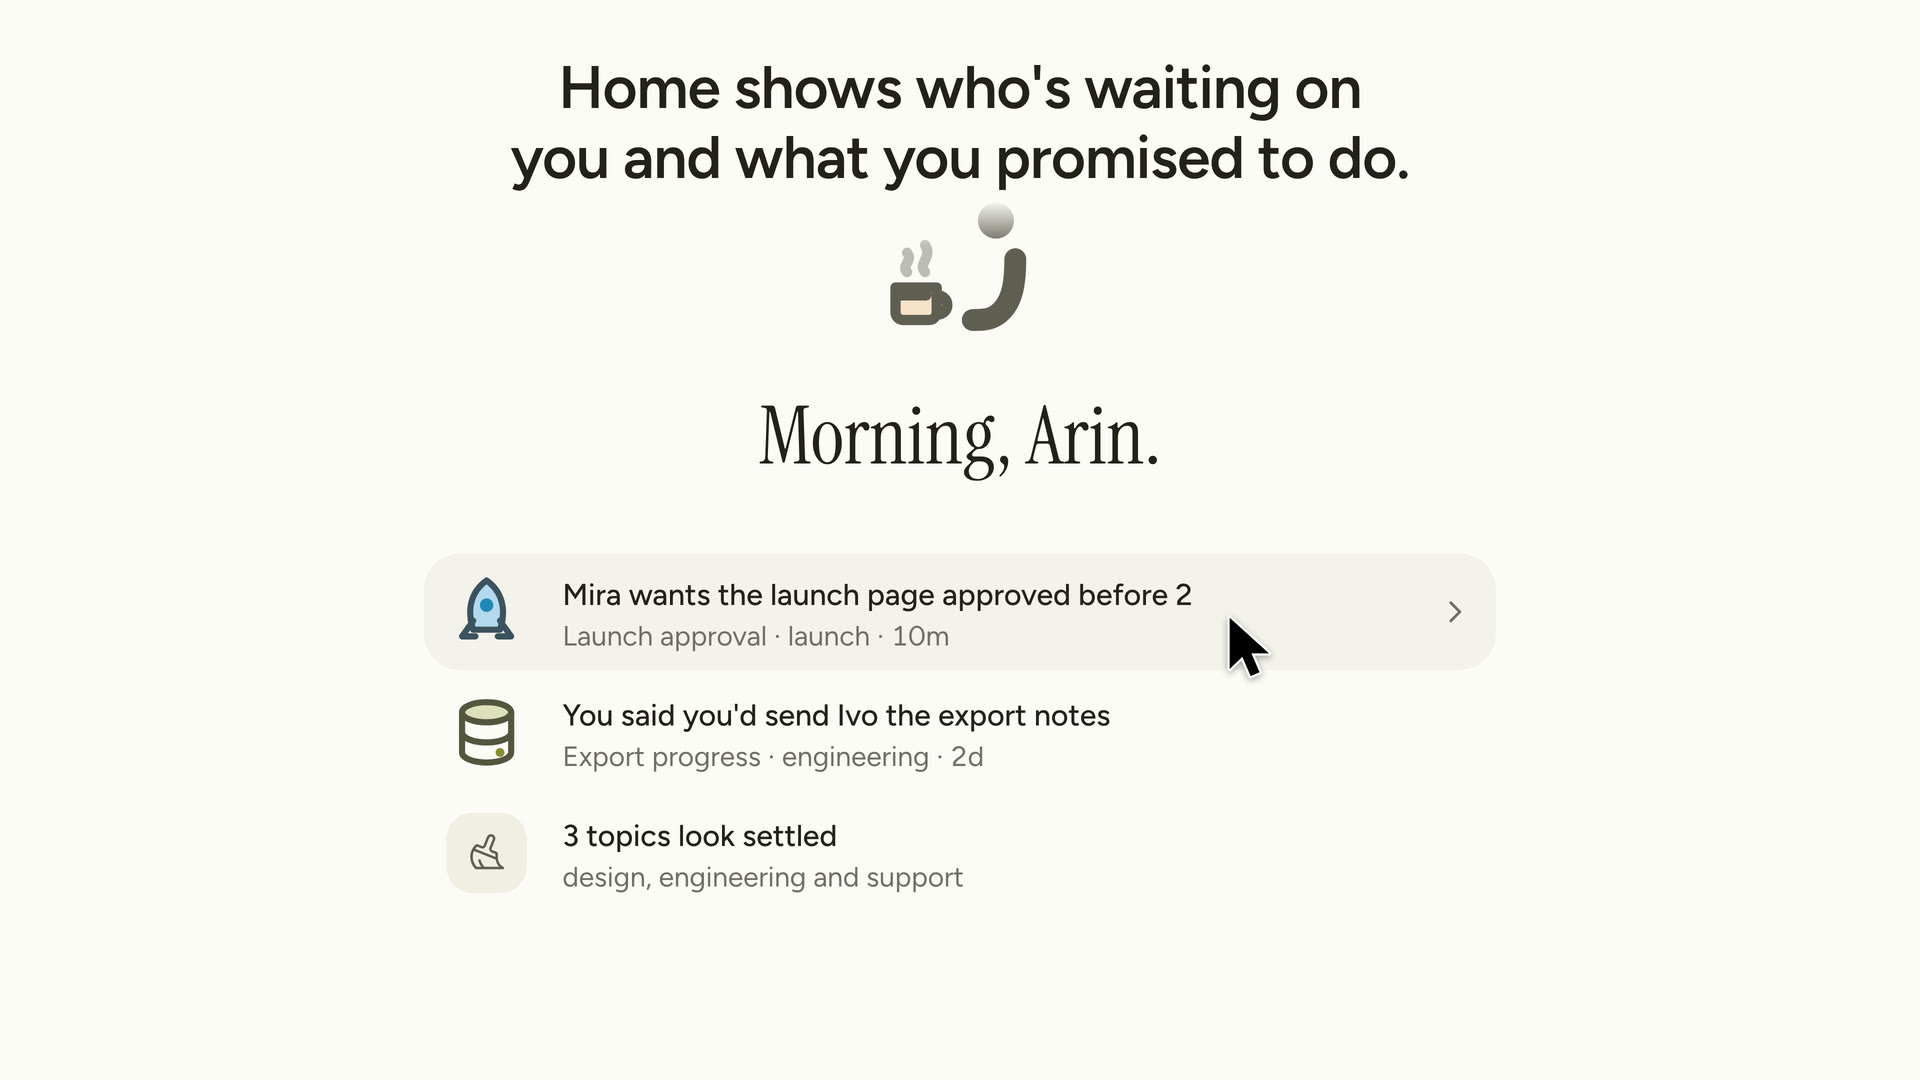 Home shows who's waiting on
you and what you promised to do.
Morning, Arin.
Mira wants the launch page approved before 2
Launch approval · launch · 10m
You said you'd send Ivo the export notes
Export progress · engineering · 2d
3 topics look settled
design, engineering and support